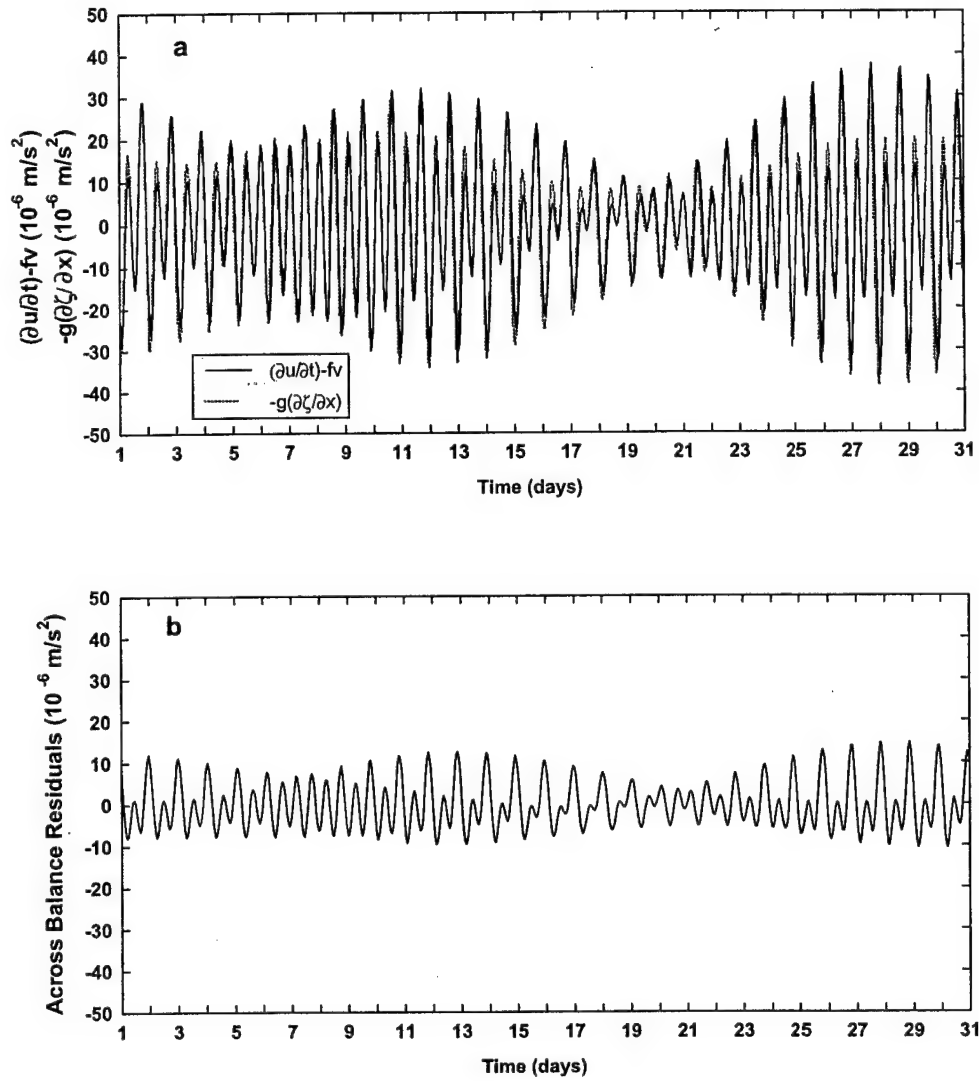 a
(∂u/∂t)-fv (10⁻⁶ m/s²)
-g(∂ζ/∂x) (10⁻⁶ m/s²)
50
40
30
20
10
0
-10
-20
-30
-40
-50
(∂u/∂t)-fv
-g(∂ζ/∂x)
1 3 5 7 9 11 13 15 17 19 21 23 25 27 29 31
Time (days)
b
Across Balance Residuals (10⁻⁶ m/s²)
50
40
30
20
10
0
-10
-20
-30
-40
-50
1 3 5 7 9 11 13 15 17 19 21 23 25 27 29 31
Time (days)